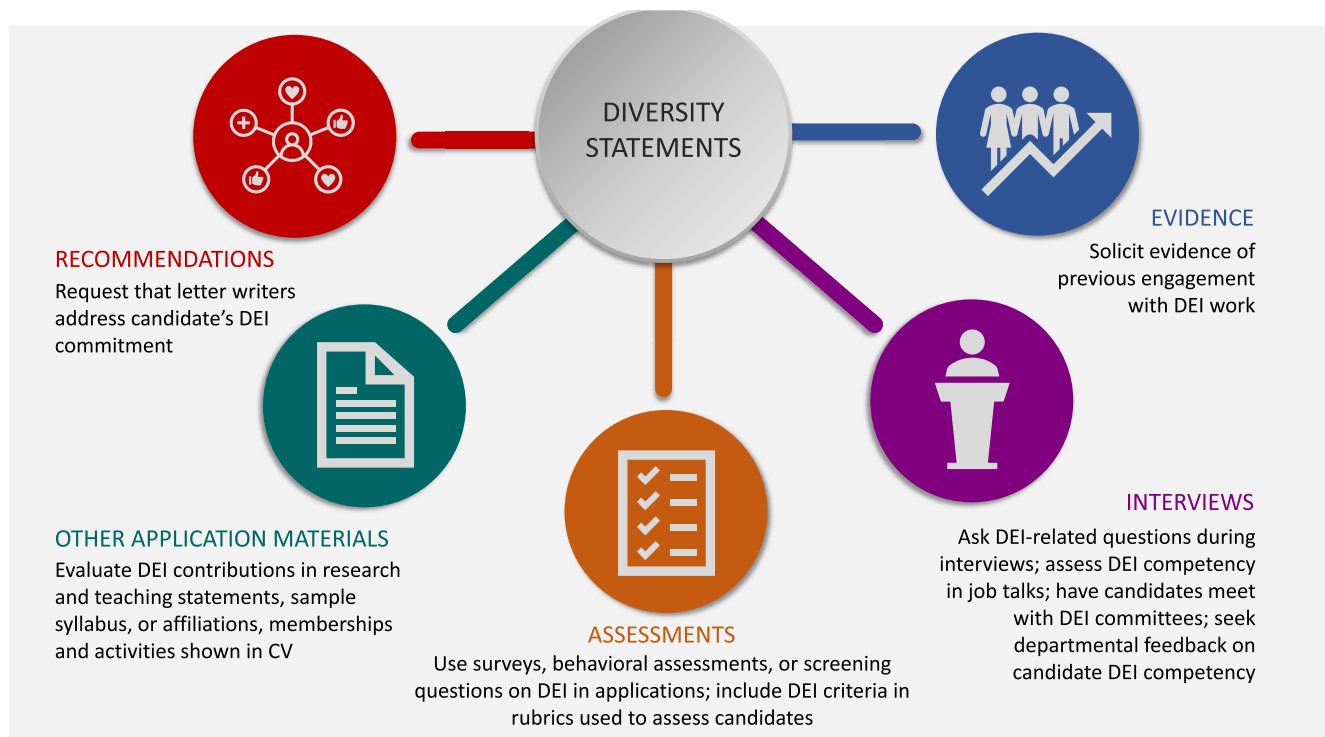 DIVERSITY
STATEMENTS
RECOMMENDATIONS
Request that letter writers
address candidate’s DEI
commitment
EVIDENCE
Solicit evidence of
previous engagement
with DEI work
OTHER APPLICATION MATERIALS
Evaluate DEI contributions in research
and teaching statements, sample
syllabus, or affiliations, memberships
and activities shown in CV
ASSESSMENTS
Use surveys, behavioral assessments, or screening
questions on DEI in applications; include DEI criteria in
rubrics used to assess candidates
INTERVIEWS
Ask DEI-related questions during
interviews; assess DEI competency
in job talks; have candidates meet
with DEI committees; seek
departmental feedback on
candidate DEI competency